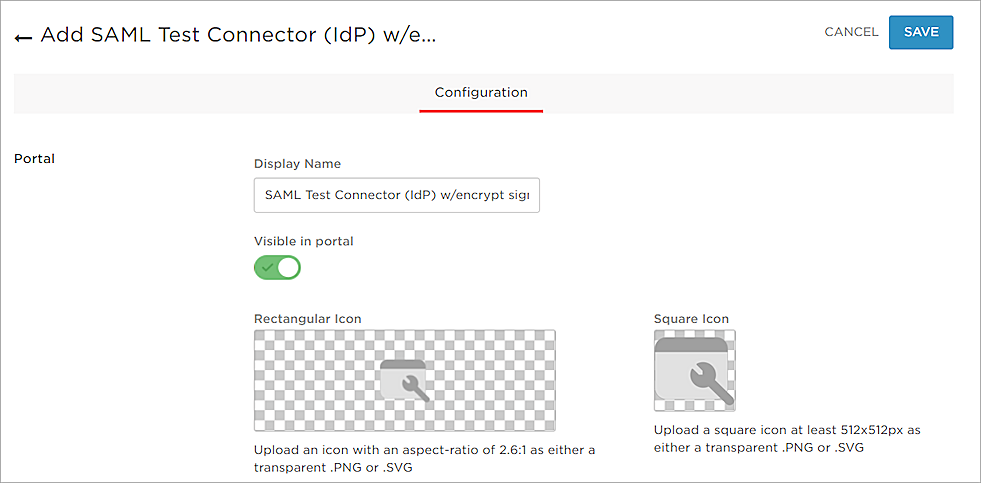 Add SAML Test Connector (IdP) w/e...
CANCEL
SAVE
Configuration
Portal
Display Name
SAML Test Connector (IdP) w/encrypt sign
Visible in portal
Rectangular Icon
Square Icon
Upload an icon with an aspect-ratio of 2.6:1 as either a
transparent .PNG or .SVG
Upload a square icon at least 512x512px as
either a transparent .PNG or .SVG